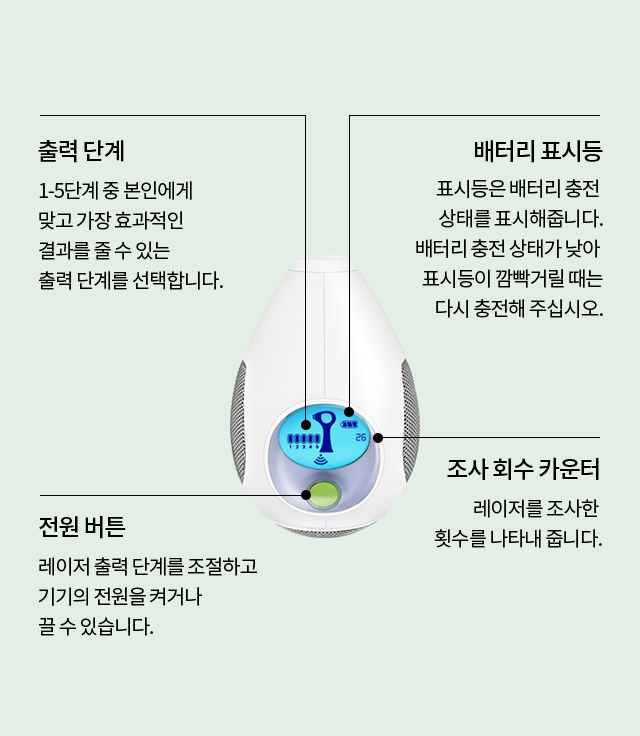 출력 단계
1-5단계 중 본인에게
맞고 가장 효과적인
결과를 줄 수 있는
출력 단계를 선택합니다.
배터리 표시등
표시등은 배터리 충전
상태를 표시해줍니다.
배터리 충전 상태가 낮아
표시등이 깜빡거릴 때는
다시 충전해 주십시오.
1 2 3 4 5
26
조사 회수 카운터
레이저를 조사한
횟수를 나타내 줍니다.
전원 버튼
레이저 출력 단계를 조절하고
기기의 전원을 켜거나
끌 수 있습니다.